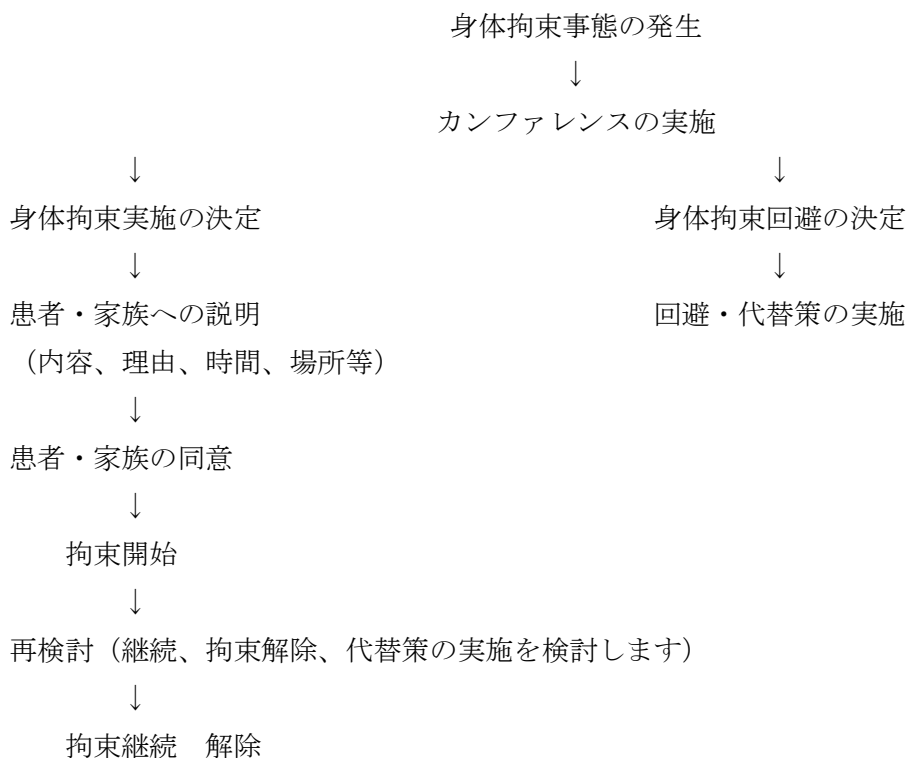 身体拘束事態の発生
↓
カンファレンスの実施
↓ ↓
身体拘束実施の決定 身体拘束回避の決定
↓ ↓
患者・家族への説明 回避・代替策の実施
（内容、理由、時間、場所等）
↓
患者・家族の同意
↓
拘束開始
↓
再検討（継続、拘束解除、代替策の実施を検討します）
↓
拘束継続　解除